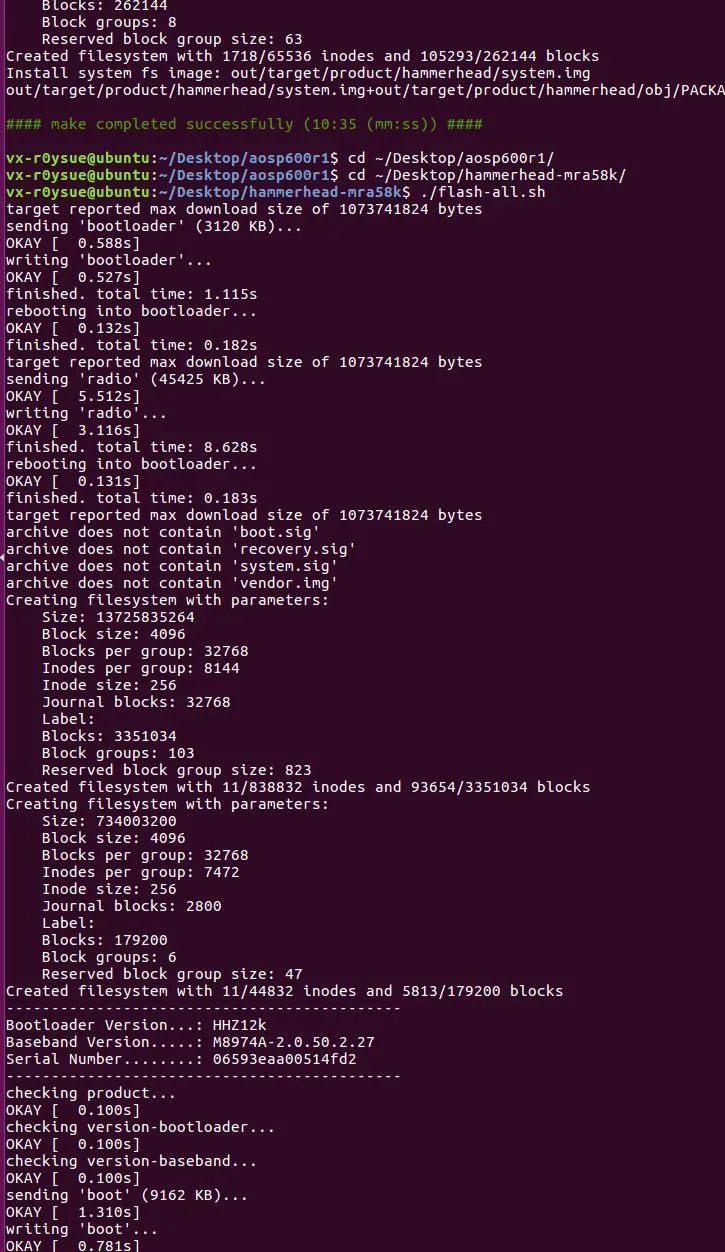 Blocks: 262144
Block groups: 8
Reserved block group size: 63
Created filesystem with 1718/65536 inodes and 105293/262144 blocks
Install system fs image: out/target/product/hammerhead/system.img
out/target/product/hammerhead/system.img+out/target/product/hammerhead/obj/PACKA
#### make completed successfully (10:35 (mm:ss)) ####
vx-r0ysue@ubuntu:~/Desktop/aosp600r1$ cd ~/Desktop/aosp600r1/
vx-r0ysue@ubuntu:~/Desktop/aosp600r1$ cd ~/Desktop/hammerhead-mra58k/
vx-r0ysue@ubuntu:~/Desktop/hammerhead-mra58k$ ./flash-all.sh
target reported max download size of 1073741824 bytes
sending 'bootloader' (3120 KB)...
OKAY [  0.588s]
writing 'bootloader'...
OKAY [  0.527s]
finished. total time: 1.115s
rebooting into bootloader...
OKAY [  0.132s]
finished. total time: 0.182s
target reported max download size of 1073741824 bytes
sending 'radio' (45425 KB)...
OKAY [  5.512s]
writing 'radio'...
OKAY [  3.116s]
finished. total time: 8.628s
rebooting into bootloader...
OKAY [  0.131s]
finished. total time: 0.183s
target reported max download size of 1073741824 bytes
archive does not contain 'boot.sig'
archive does not contain 'recovery.sig'
archive does not contain 'system.sig'
archive does not contain 'vendor.img'
Creating filesystem with parameters:
Size: 13725835264
Block size: 4096
Blocks per group: 32768
Inodes per group: 8144
Inode size: 256
Journal blocks: 32768
Label:
Blocks: 3351034
Block groups: 103
Reserved block group size: 823
Created filesystem with 11/838832 inodes and 93654/3351034 blocks
Creating filesystem with parameters:
Size: 734003200
Block size: 4096
Blocks per group: 32768
Inodes per group: 7472
Inode size: 256
Journal blocks: 2800
Label:
Blocks: 179200
Block groups: 6
Reserved block group size: 47
Created filesystem with 11/44832 inodes and 5813/179200 blocks
--------------------------------------------
Bootloader Version...: HHZ12k
Baseband Version.....: M8974A-2.0.50.2.27
Serial Number........: 06593eaa00514fd2
--------------------------------------------
checking product...
OKAY [  0.100s]
checking version-bootloader...
OKAY [  0.100s]
checking version-baseband...
OKAY [  0.100s]
sending 'boot' (9162 KB)...
OKAY [  1.310s]
writing 'boot'...
OKAY [  0.781s]